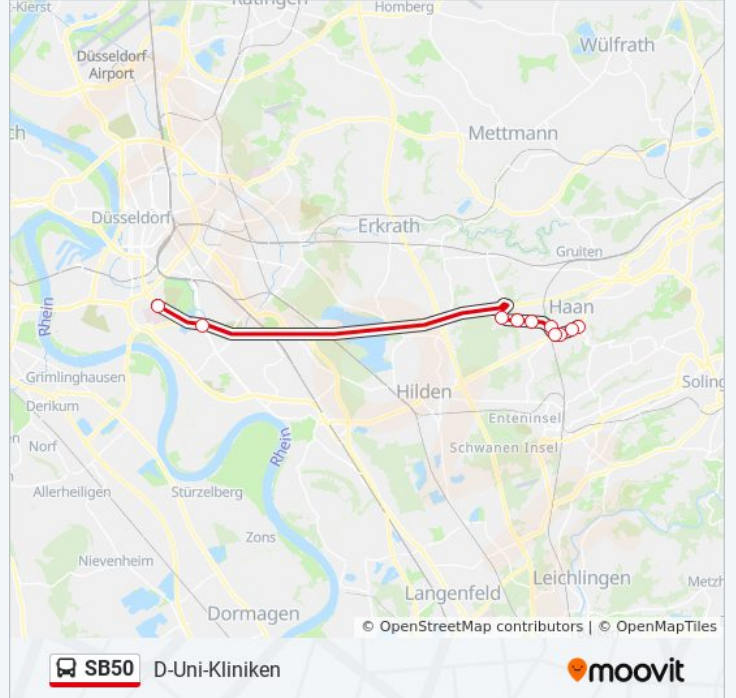 -Kierst
Ratingen
Homberg
Wülfrath
Düsseldorf
Airport
ch
Mettmann
Düsseldorf
Erkrath
Gruiten
Rhein
Haan
Grimlinghausen
Soling
Derikum
Hilden
Enteninsel
Rhein
Norf
Schwanen Insel
Allerheiligen
Stürzelberg
Zons
Nievenheim
Leichlingen
Metzh
Langenfeld
Dormagen
© OpenStreetMap contributors | © OpenMapTiles
SB50 D-Uni-Kliniken
moovit